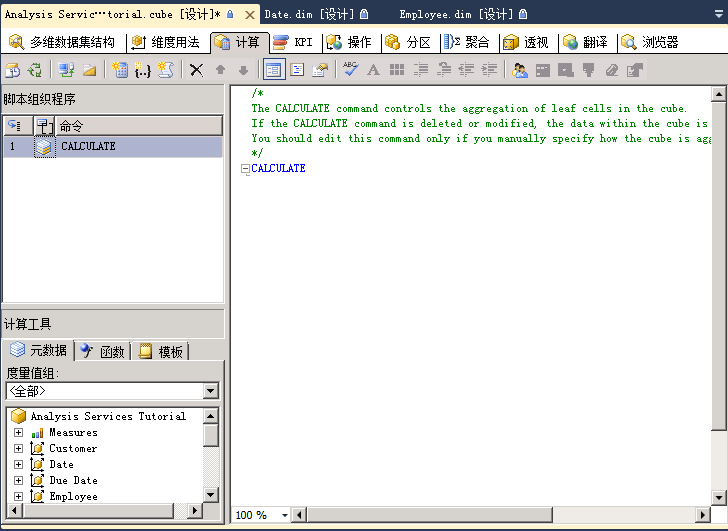 Analysis Servic…torial.cube [设计]*
Date.dim [设计]
Employee.dim [设计]
多维数据集结构
维度用法
计算
KPI
操作
分区
聚合
透视
翻译
浏览器
脚本组织程序
命令
1 CALCULATE
/*
The CALCULATE command controls the aggregation of leaf cells in the cube.
If the CALCULATE command is deleted or modified, the data within the cube is
You should edit this command only if you manually specify how the cube is agg
*/
CALCULATE
计算工具
元数据
函数
模板
度量值组:
<全部>
Analysis Services Tutorial
Measures
Customer
Date
Due Date
Employee
100 %